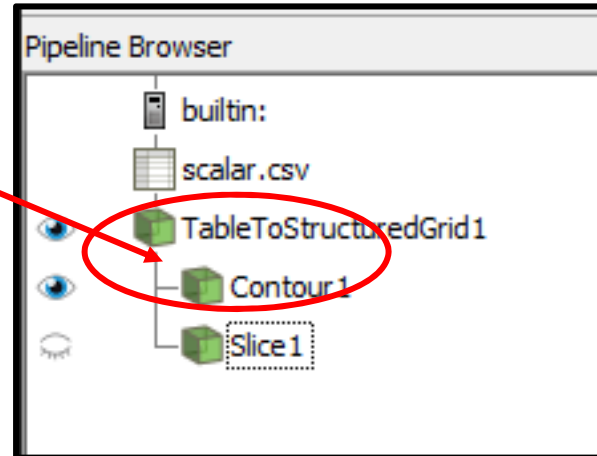 Pipeline Browser
builtin:
scalar.csv
TableToStructuredGrid1
Contour1
Slice1